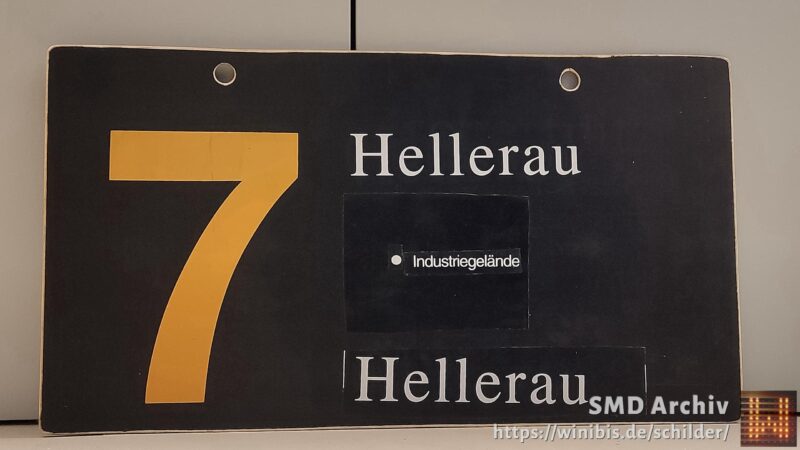 7
Hellerau
• Industriegelände
Hellerau
SMD Archiv
https://winibis.de/schilder/